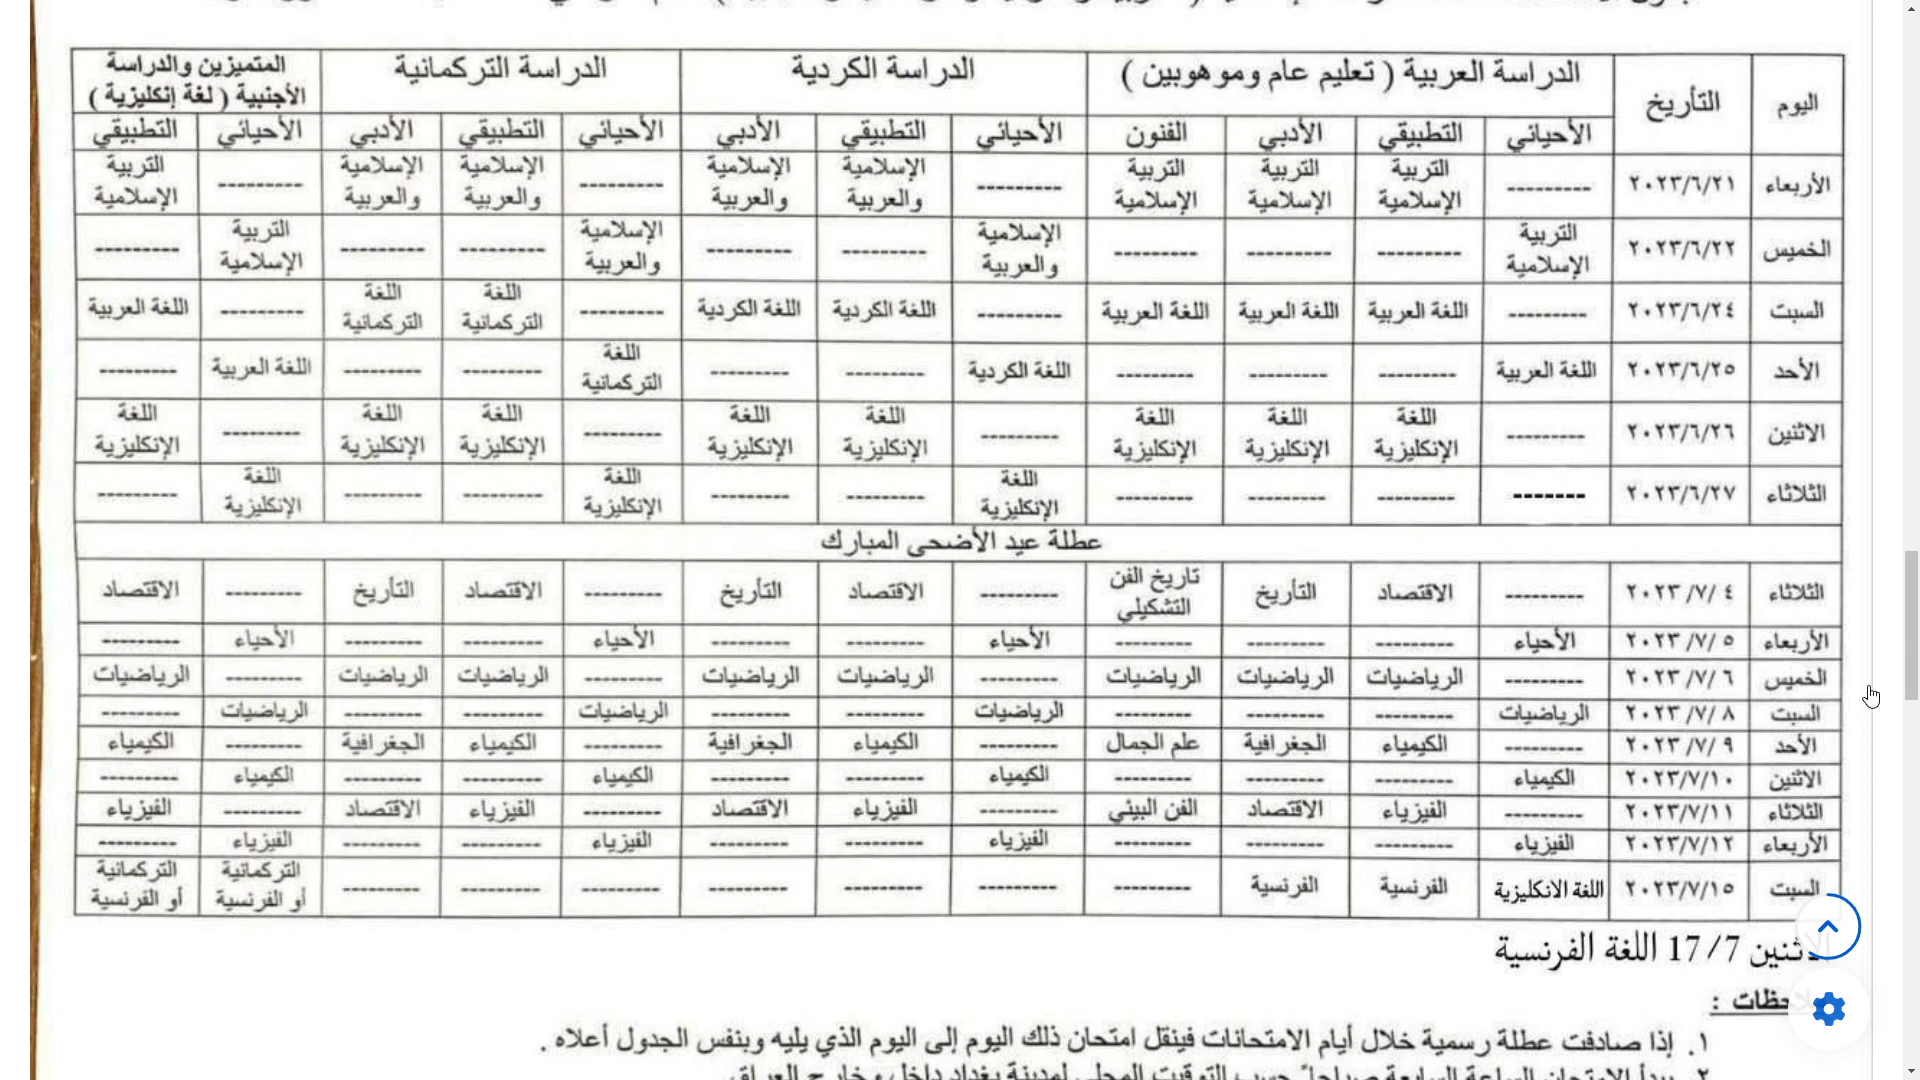 اليوم | التأريخ | الدراسة العربية ( تعليم عام وموهوبين ) | الدراسة الكردية | الدراسة التركمانية | المتميزين والدراسة الأجنبية ( لغة إنكليزية )
الأحيائي | التطبيقي | الأدبي | الفنون | الأحيائي | التطبيقي | الأدبي | الأحيائي | التطبيقي | الأدبي | الأحيائي | التطبيقي
الأربعاء | ٢٠٢٣/٦/٢١ | --------- | التربية الإسلامية | التربية الإسلامية | التربية الإسلامية | --------- | الإسلامية والعربية | الإسلامية والعربية | --------- | الإسلامية والعربية | الإسلامية والعربية | --------- | التربية الإسلامية
الخميس | ٢٠٢٣/٦/٢٢ | التربية الإسلامية | --------- | --------- | --------- | الإسلامية والعربية | --------- | --------- | الإسلامية والعربية | --------- | --------- | التربية الإسلامية | ---------
السبت | ٢٠٢٣/٦/٢٤ | --------- | اللغة العربية | اللغة العربية | اللغة العربية | --------- | اللغة الكردية | اللغة الكردية | --------- | اللغة التركمانية | اللغة التركمانية | --------- | اللغة العربية
الأحد | ٢٠٢٣/٦/٢٥ | اللغة العربية | --------- | --------- | --------- | اللغة الكردية | --------- | --------- | اللغة التركمانية | --------- | --------- | اللغة العربية | ---------
الاثنين | ٢٠٢٣/٦/٢٦ | --------- | اللغة الإنكليزية | اللغة الإنكليزية | اللغة الإنكليزية | --------- | اللغة الإنكليزية | اللغة الإنكليزية | --------- | اللغة الإنكليزية | اللغة الإنكليزية | --------- | اللغة الإنكليزية
الثلاثاء | ٢٠٢٣/٦/٢٧ | ------- | --------- | --------- | --------- | اللغة الإنكليزية | --------- | --------- | اللغة الإنكليزية | --------- | --------- | اللغة الإنكليزية | ---------
عطلة عيد الأضحى المبارك
الثلاثاء | ٢٠٢٣/٧/٤ | --------- | الاقتصاد | التأريخ | تاريخ الفن التشكيلي | --------- | الاقتصاد | التأريخ | --------- | الاقتصاد | التأريخ | --------- | الاقتصاد
الأربعاء | ٢٠٢٣/٧/٥ | الأحياء | --------- | --------- | --------- | الأحياء | --------- | --------- | الأحياء | --------- | --------- | الأحياء | ---------
الخميس | ٢٠٢٣/٧/٦ | --------- | الرياضيات | الرياضيات | الرياضيات | --------- | الرياضيات | الرياضيات | --------- | الرياضيات | الرياضيات | --------- | الرياضيات
السبت | ٢٠٢٣/٧/٨ | الرياضيات | --------- | --------- | --------- | الرياضيات | --------- | --------- | الرياضيات | --------- | --------- | الرياضيات | ---------
الأحد | ٢٠٢٣/٧/٩ | --------- | الكيمياء | الجغرافية | علم الجمال | --------- | الكيمياء | الجغرافية | --------- | الكيمياء | الجغرافية | --------- | الكيمياء
الاثنين | ٢٠٢٣/٧/١٠ | الكيمياء | --------- | --------- | --------- | الكيمياء | --------- | --------- | الكيمياء | --------- | --------- | الكيمياء | ---------
الثلاثاء | ٢٠٢٣/٧/١١ | --------- | الفيزياء | الاقتصاد | الفن البيئي | --------- | الفيزياء | الاقتصاد | --------- | الفيزياء | الاقتصاد | --------- | الفيزياء
الأربعاء | ٢٠٢٣/٧/١٢ | الفيزياء | --------- | --------- | --------- | الفيزياء | --------- | --------- | الفيزياء | --------- | --------- | الفيزياء | ---------
السبت | ٢٠٢٣/٧/١٥ | اللغة الانكليزية | الفرنسية | الفرنسية | --------- | --------- | --------- | --------- | --------- | --------- | --------- | التركمانية أو الفرنسية | التركمانية أو الفرنسية
الاثنين 17/7 اللغة الفرنسية
١. إذا صادفت عطلة رسمية خلال أيام الامتحانات فينقل امتحان ذلك اليوم إلى اليوم الذي يليه وبنفس الجدول أعلاه .